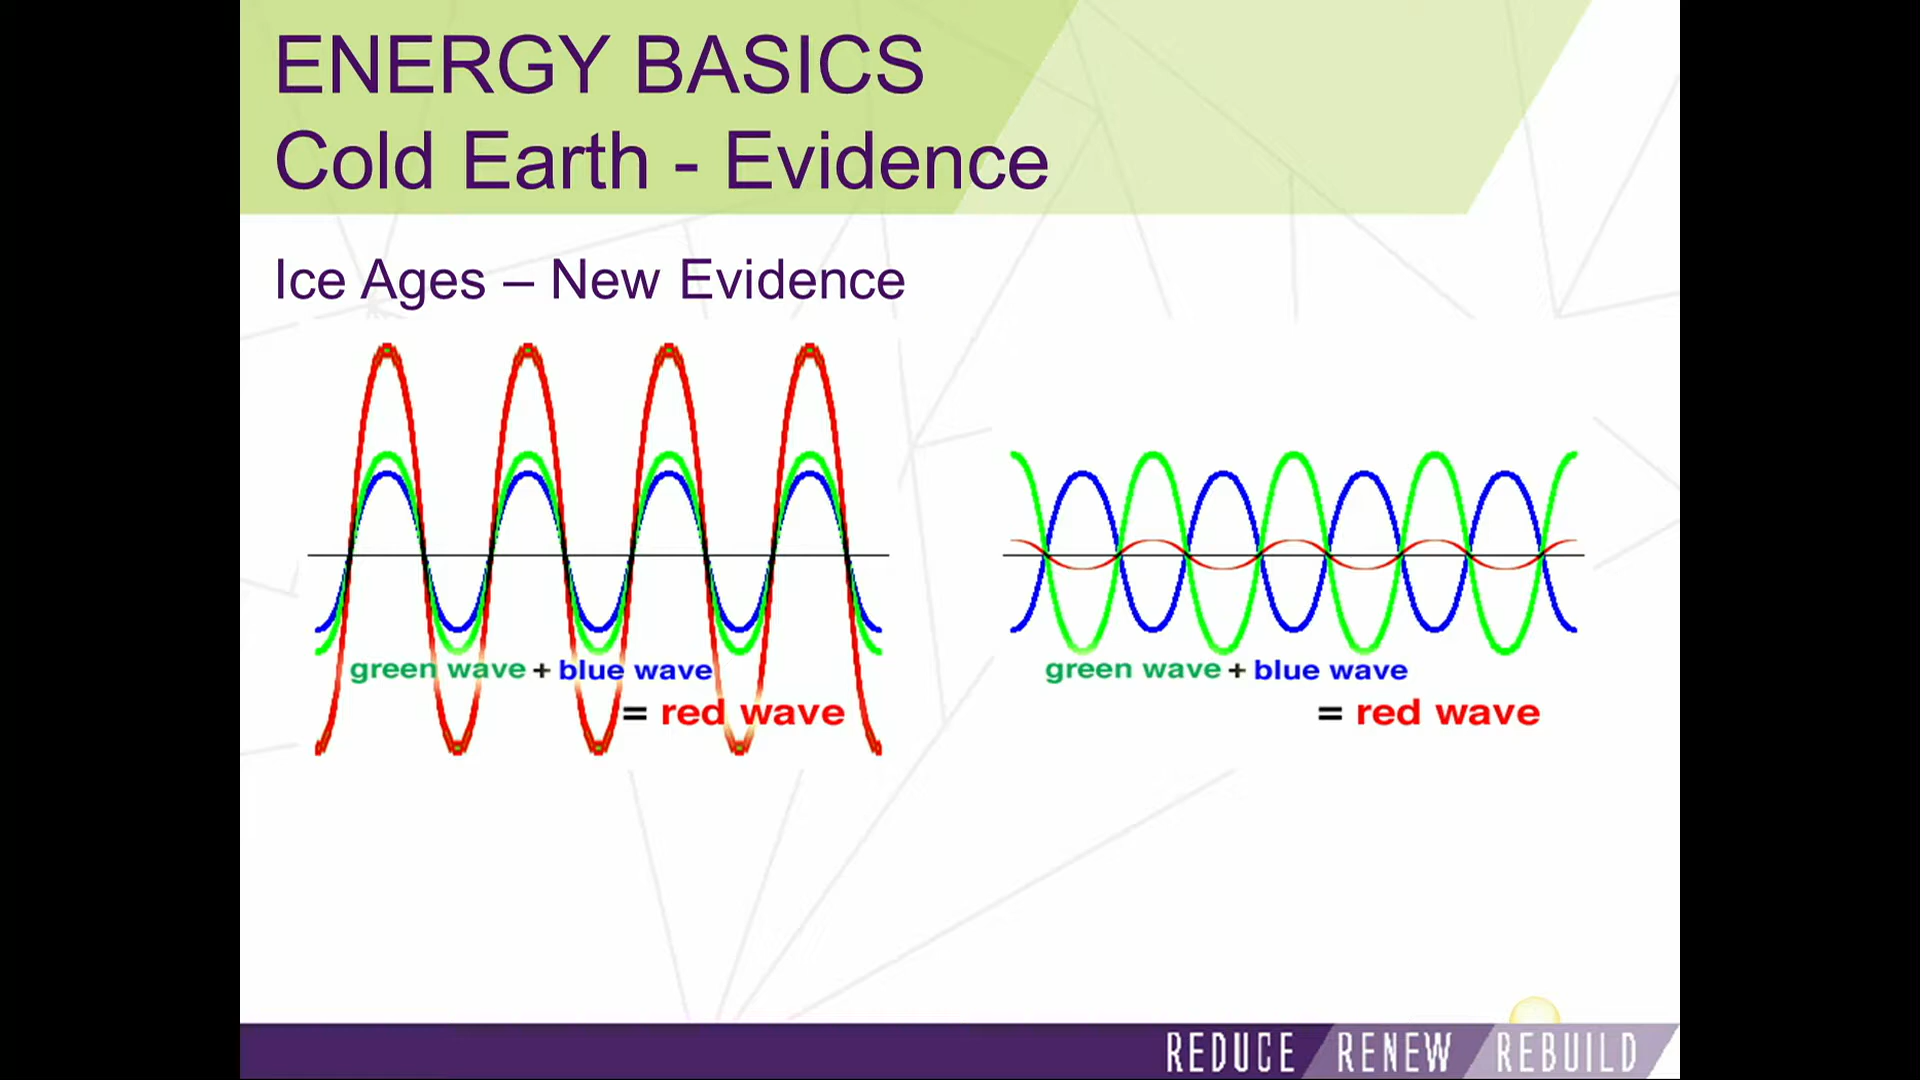 ENERGY BASICS
Cold Earth - Evidence
Ice Ages – New Evidence
green wave + blue wave
= red wave
green wave + blue wave
= red wave
REDUCE RENEW REBUILD